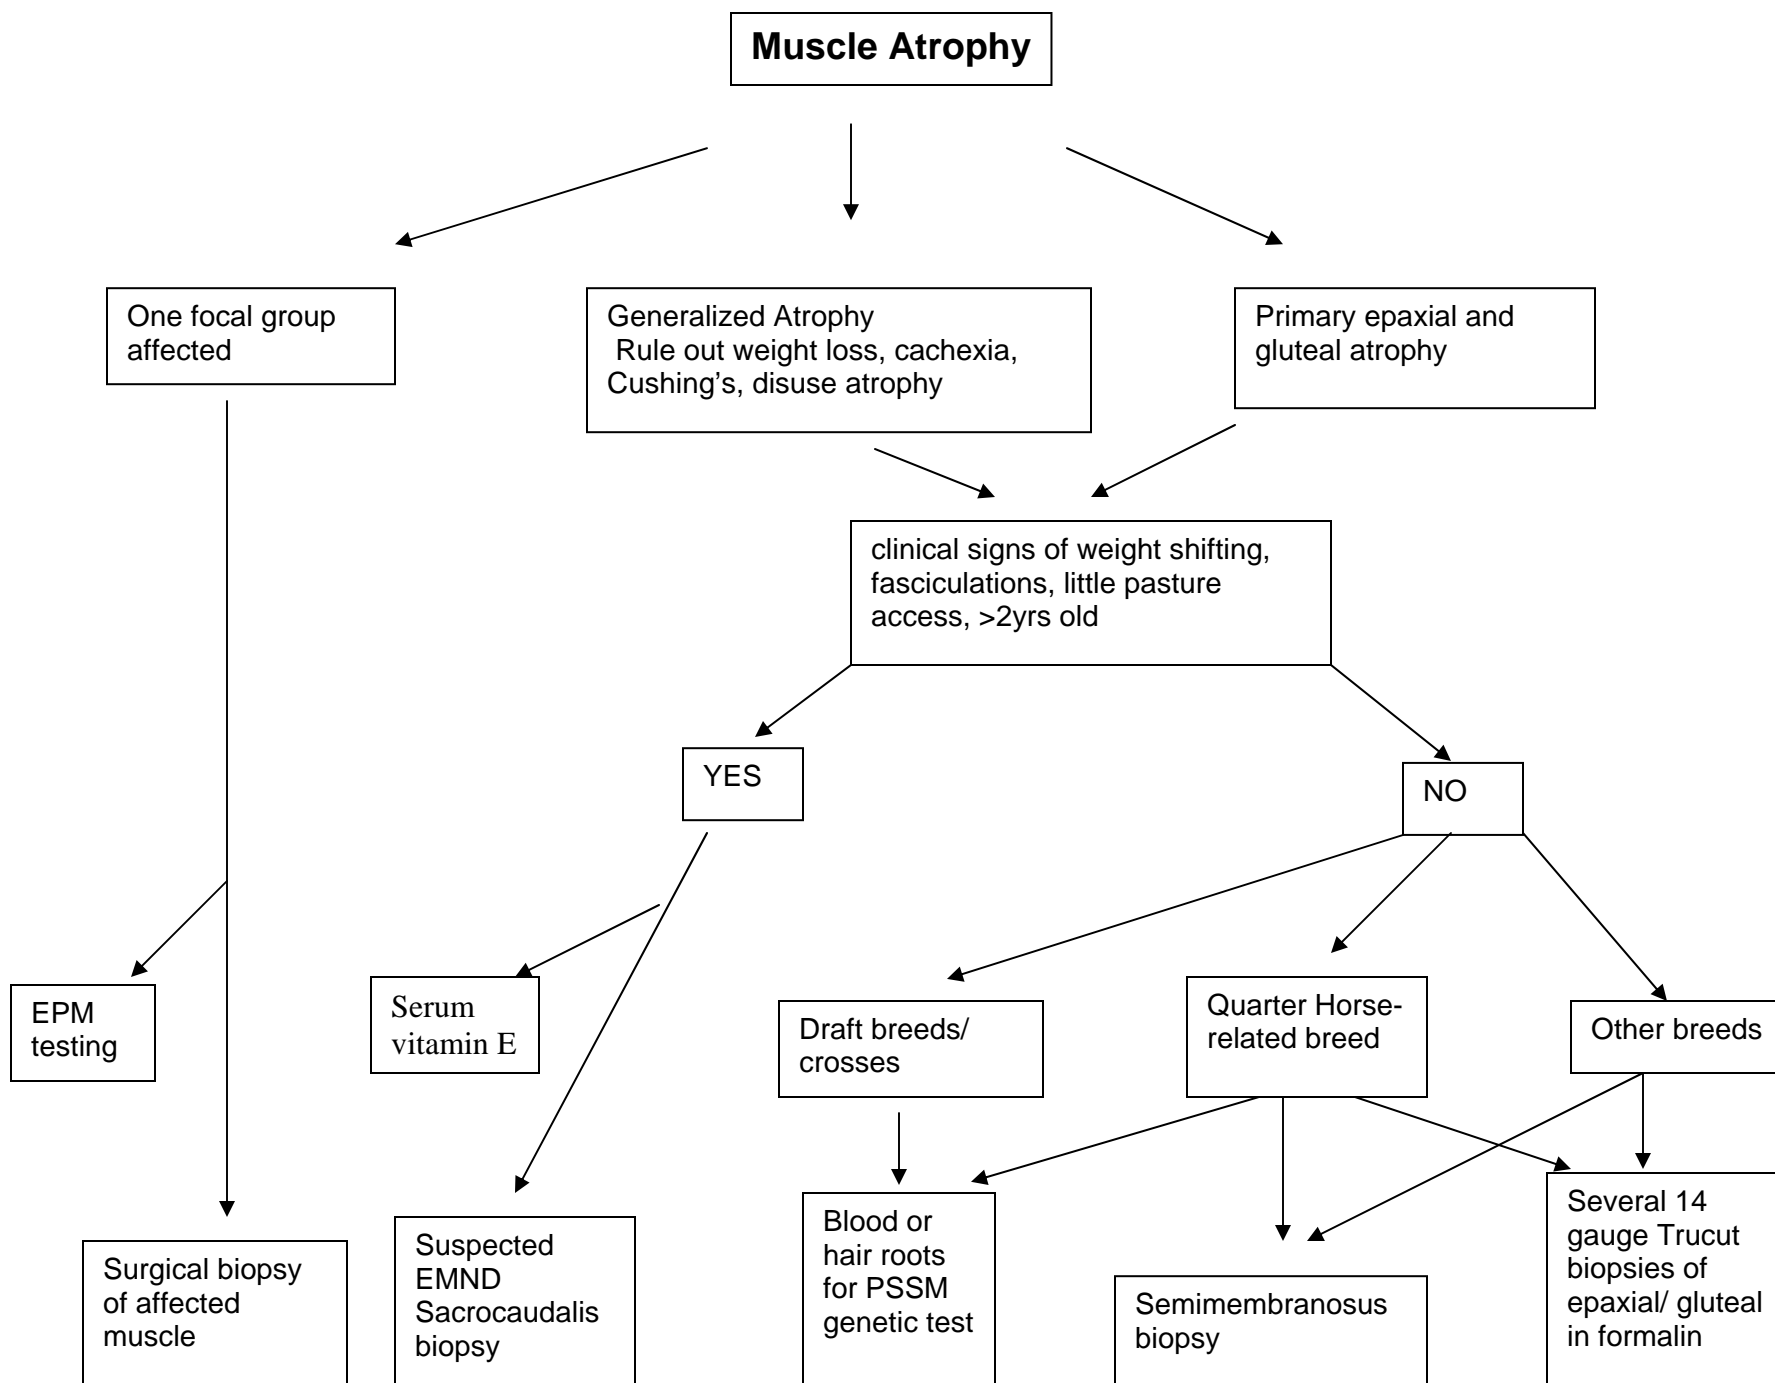 Muscle Atrophy
One focal group
affected
Generalized Atrophy
Rule out weight loss, cachexia,
Cushing’s, disuse atrophy
Primary epaxial and
gluteal atrophy
clinical signs of weight shifting,
fasciculations, little pasture
access, >2yrs old
YES
NO
EPM
testing
Serum
vitamin E
Draft breeds/
crosses
Quarter Horse-
related breed
Other breeds
Surgical biopsy
of affected
muscle
Suspected
EMND
Sacrocaudalis
biopsy
Blood or
hair roots
for PSSM
genetic test
Semimembranosus
biopsy
Several 14
gauge Trucut
biopsies of
epaxial/ gluteal
in formalin